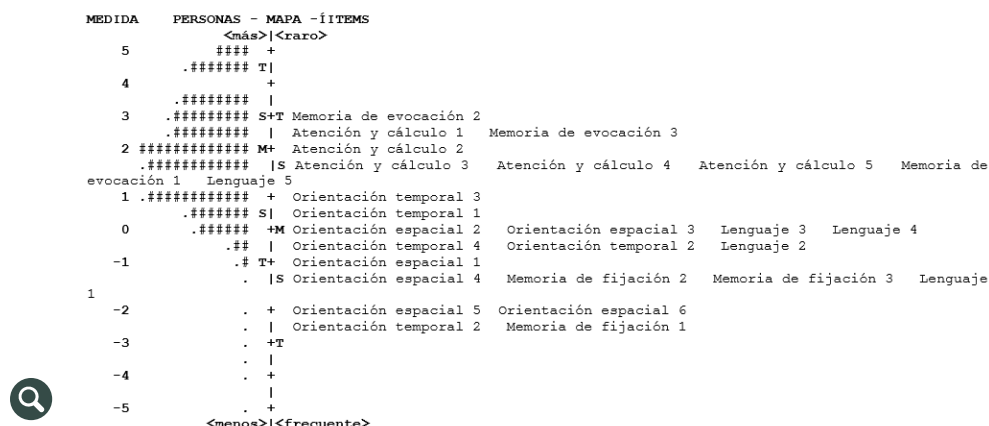 MEDIDA PERSONAS - MAPA -ÍITEMS
<más>|<raro>
5 #### +
.####### T|
4 +
.######## |
3 .######### S+T Memoria de evocación 2
.######### | Atención y cálculo 1 Memoria de evocación 3
2 ############# M+ Atención y cálculo 2
.############ |S Atención y cálculo 3 Atención y cálculo 4 Atención y cálculo 5 Memoria de
evocación 1 Lenguaje 5
1 .############ + Orientación temporal 3
.####### S| Orientación temporal 1
0 .###### +M Orientación espacial 2 Orientación espacial 3 Lenguaje 3 Lenguaje 4
.## | Orientación temporal 4 Orientación temporal 2 Lenguaje 2
-1 .# T+ Orientación espacial 1
. |S Orientación espacial 4 Memoria de fijación 2 Memoria de fijación 3 Lenguaje
1
-2 . + Orientación espacial 5 Orientación espacial 6
. | Orientación temporal 2 Memoria de fijación 1
-3 . +T
. |
-4 . +
|
-5 . +
<menos>|<frecuente>